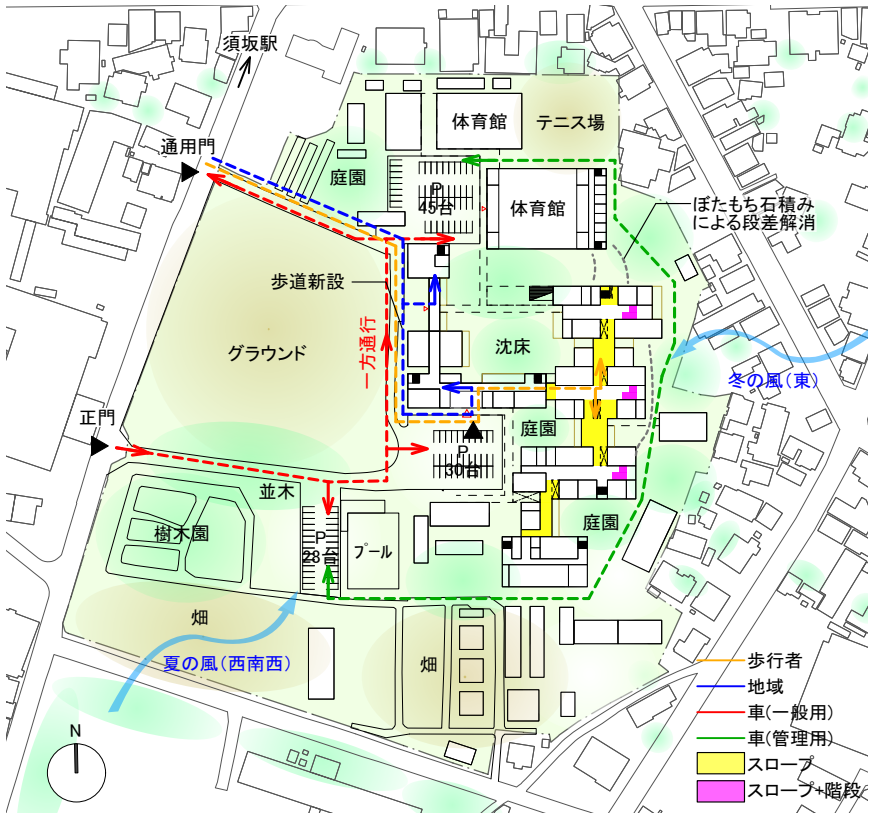 須坂駅
通用門
体育館
テニス場
庭園
P
45台
体育館
ぼたもち石積み
による段差解消
歩道新設
一方通行
グラウンド
沈床
冬の風(東)
正門
庭園
P
30台
並木
樹木園
P
28台
プール
庭園
畑
夏の風(西南西)
畑
歩行者
地域
車(一般用)
車(管理用)
スロープ
スロープ+階段
N